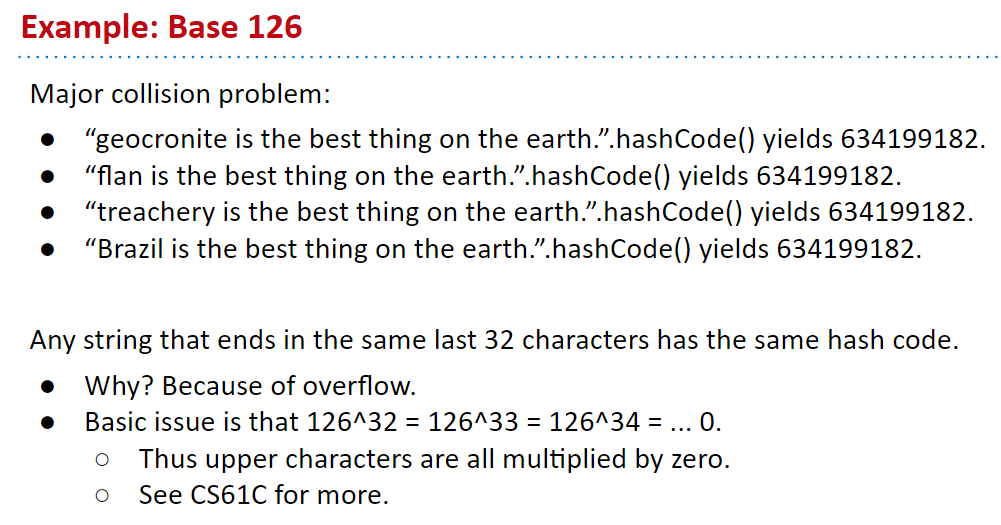 Example: Base 126
Major collision problem:
● “geocronite is the best thing on the earth.”.hashCode() yields 634199182.
● “flan is the best thing on the earth.”.hashCode() yields 634199182.
● “treachery is the best thing on the earth.”.hashCode() yields 634199182.
● “Brazil is the best thing on the earth.”.hashCode() yields 634199182.
Any string that ends in the same last 32 characters has the same hash code.
● Why? Because of overflow.
● Basic issue is that 126^32 = 126^33 = 126^34 = ... 0.
○ Thus upper characters are all multiplied by zero.
○ See CS61C for more.